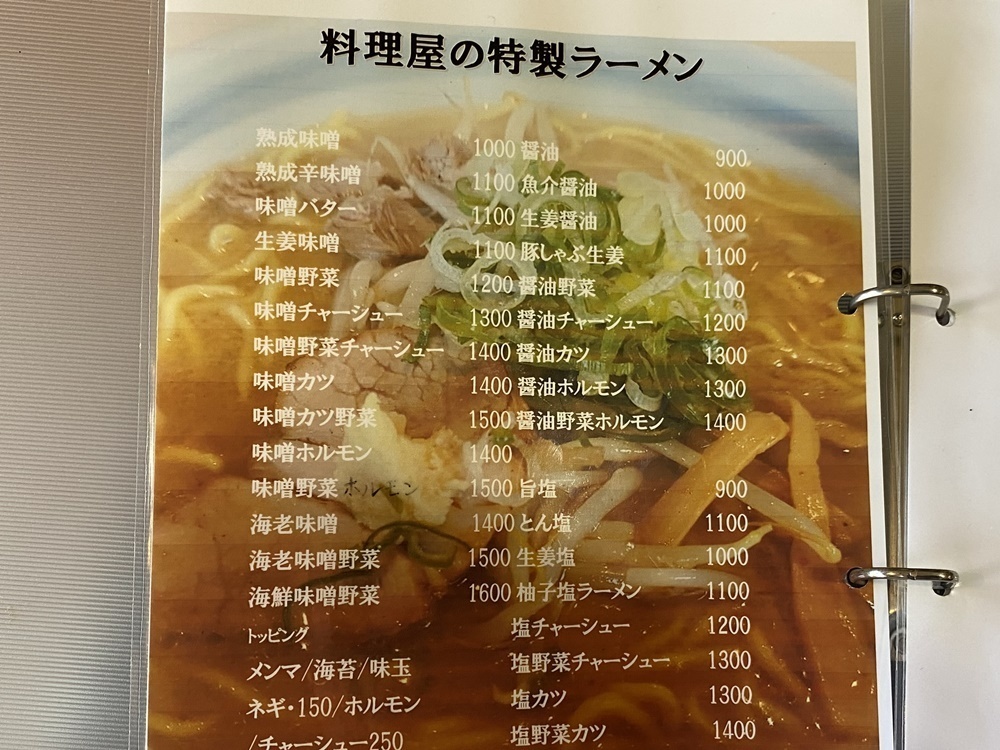 料理屋の特製ラーメン
熟成味噌 1000
熟成辛味噌 1100
味噌バター 1100
生姜味噌 1100
味噌野菜 1200
味噌チャーシュー 1300
味噌野菜チャーシュー 1400
味噌カツ 1400
味噌カツ野菜 1500
味噌ホルモン 1400
味噌野菜ホルモン 1500
海老味噌 1400
海老味噌野菜 1500
海鮮味噌野菜 1600
トッピング
メンマ/海苔/味玉
ネギ・150/ホルモン
/チャーシュー250
醤油 900
魚介醤油 1000
生姜醤油 1000
豚しゃぶ生姜 1100
醤油野菜 1100
醤油チャーシュー 1200
醤油カツ 1300
醤油ホルモン 1300
醤油野菜ホルモン 1400
旨塩 900
とん塩 1100
生姜塩 1000
柚子塩ラーメン 1100
塩チャーシュー 1200
塩野菜チャーシュー 1300
塩カツ 1300
塩野菜カツ 1400